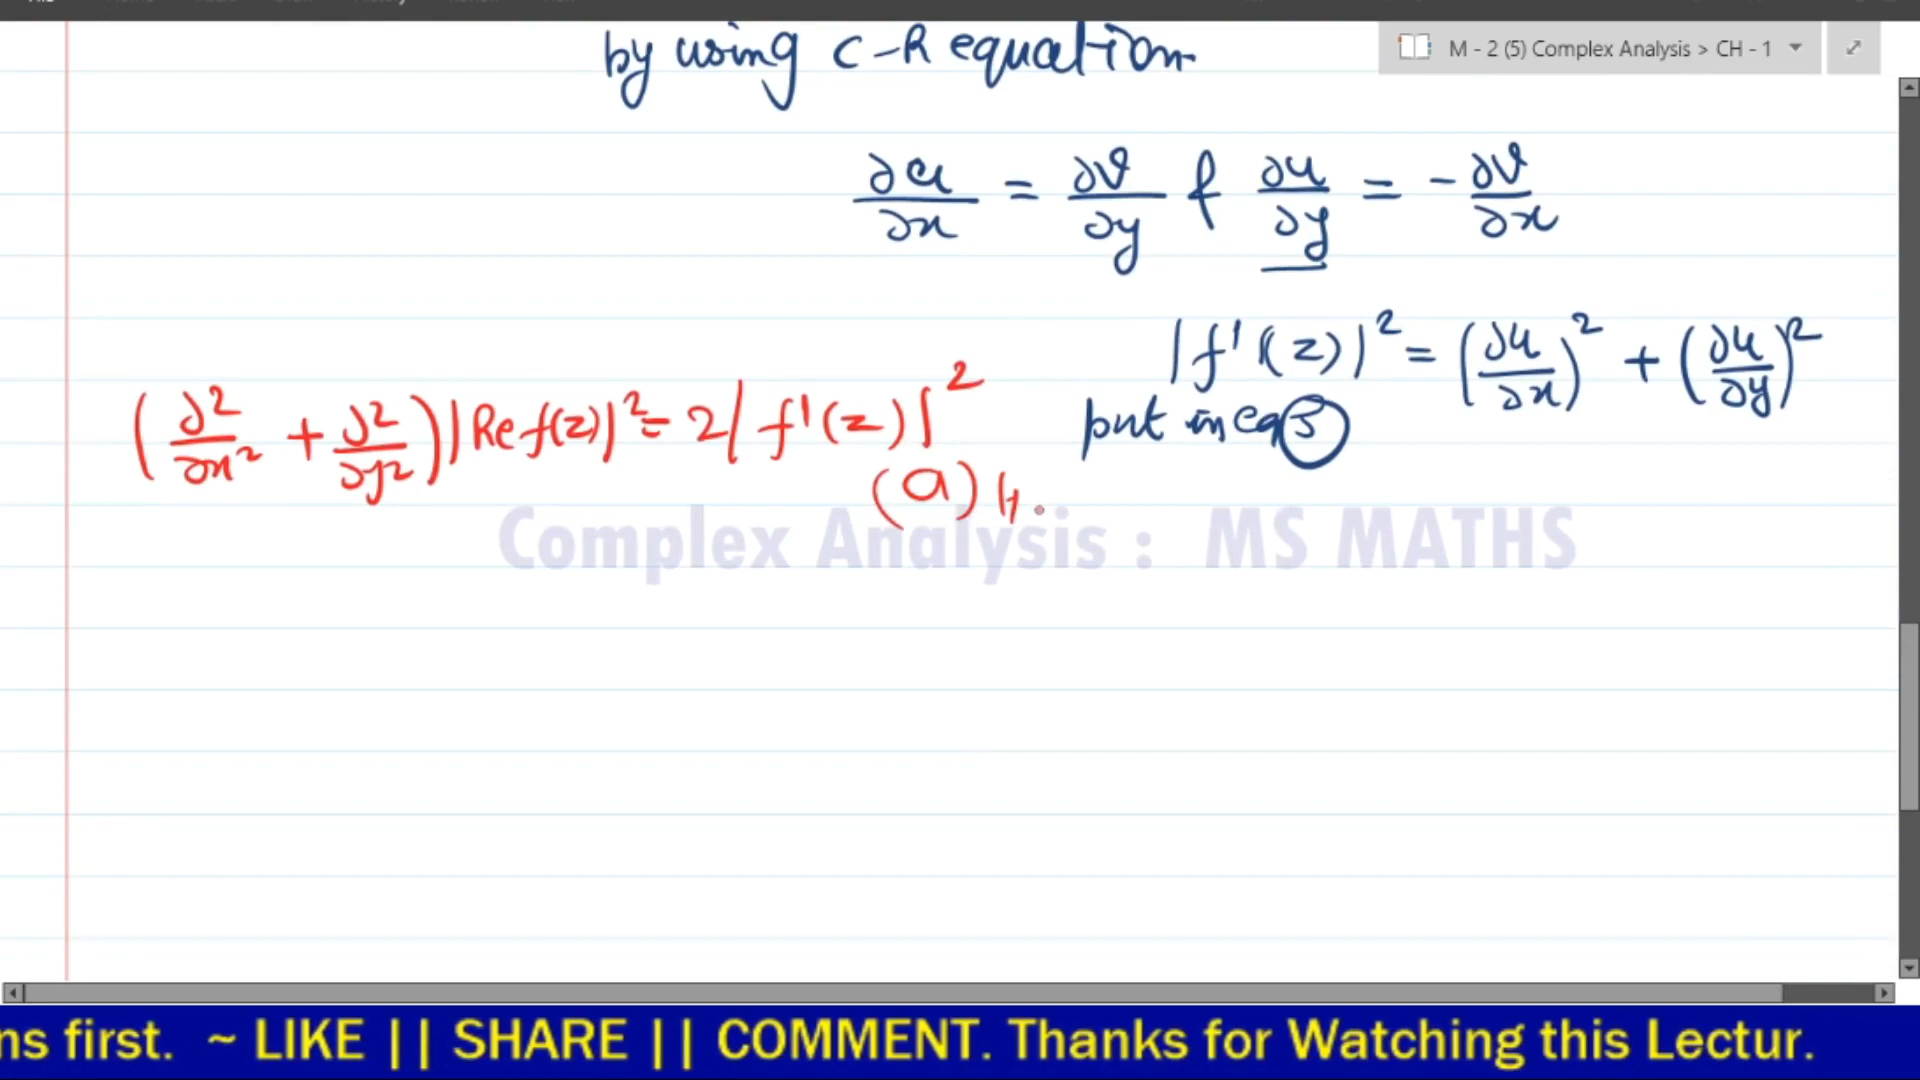 by using C-R equation
M - 2 (5) Complex Analysis > CH - 1
∂u/∂x = ∂v/∂y & ∂u/∂y = -∂v/∂x
|f'(z)|² = (∂u/∂x)² + (∂u/∂y)²
put in eq 3
(∂²/∂x² + ∂²/∂y²)|Re f(z)|² = 2|f'(z)|²
(a) H
Complex Analysis : MS MATHS
ns first. ~ LIKE || SHARE || COMMENT. Thanks for Watching this Lectur.